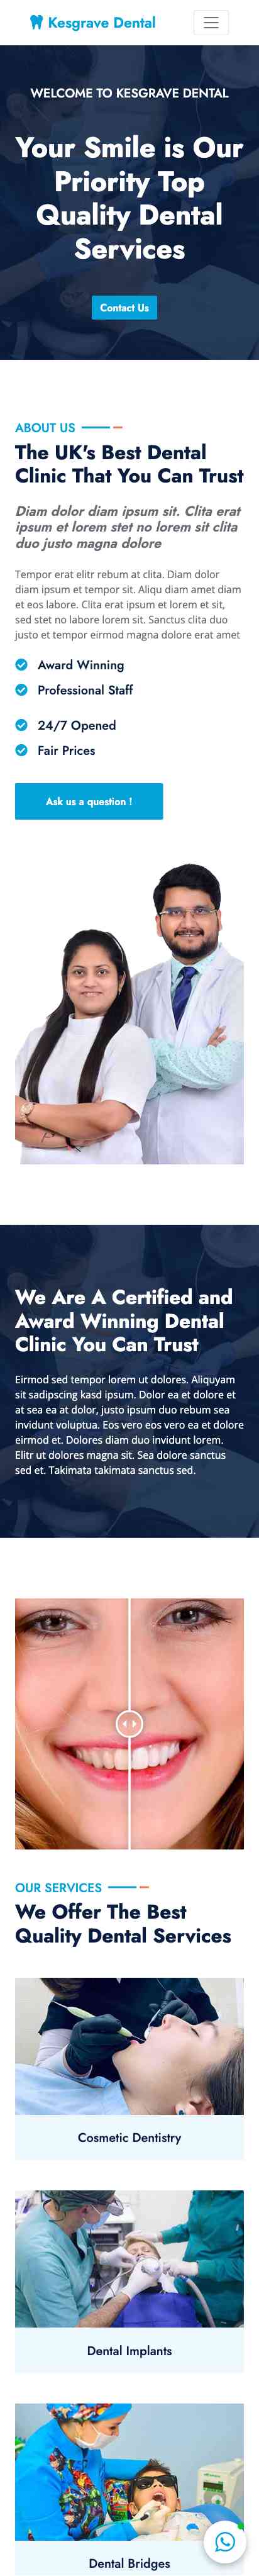 Kesgrave Dental
WELCOME TO KESGRAVE DENTAL
Your Smile is Our
Priority Top
Quality Dental
Services
Contact Us
ABOUT US
The UK's Best Dental
Clinic That You Can Trust
Diam dolor diam ipsum sit. Clita erat
ipsum et lorem stet no lorem sit clita
duo justo magna dolore
Tempor erat elitr rebum at clita. Diam dolor
diam ipsum et tempor sit. Aliqu diam amet diam
et eos labore. Clita erat ipsum et lorem et sit,
sed stet no labore lorem sit. Sanctus clita duo
justo et tempor eirmod magna dolore erat amet
Award Winning
Professional Staff
24/7 Opened
Fair Prices
Ask us a question !
We Are A Certified and
Award Winning Dental
Clinic You Can Trust
Eirmod sed tempor lorem ut dolores. Aliquyam
sit sadipscing kasd ipsum. Dolor ea et dolore et
at sea ea at dolor, justo ipsum duo rebum sea
invidunt voluptua. Eos vero eos vero ea et dolore
eirmod et. Dolores diam duo invidunt lorem.
Elitr ut dolores magna sit. Sea dolore sanctus
sed et. Takimata takimata sanctus sed.
OUR SERVICES
We Offer The Best
Quality Dental Services
Cosmetic Dentistry
Dental Implants
Dental Bridges